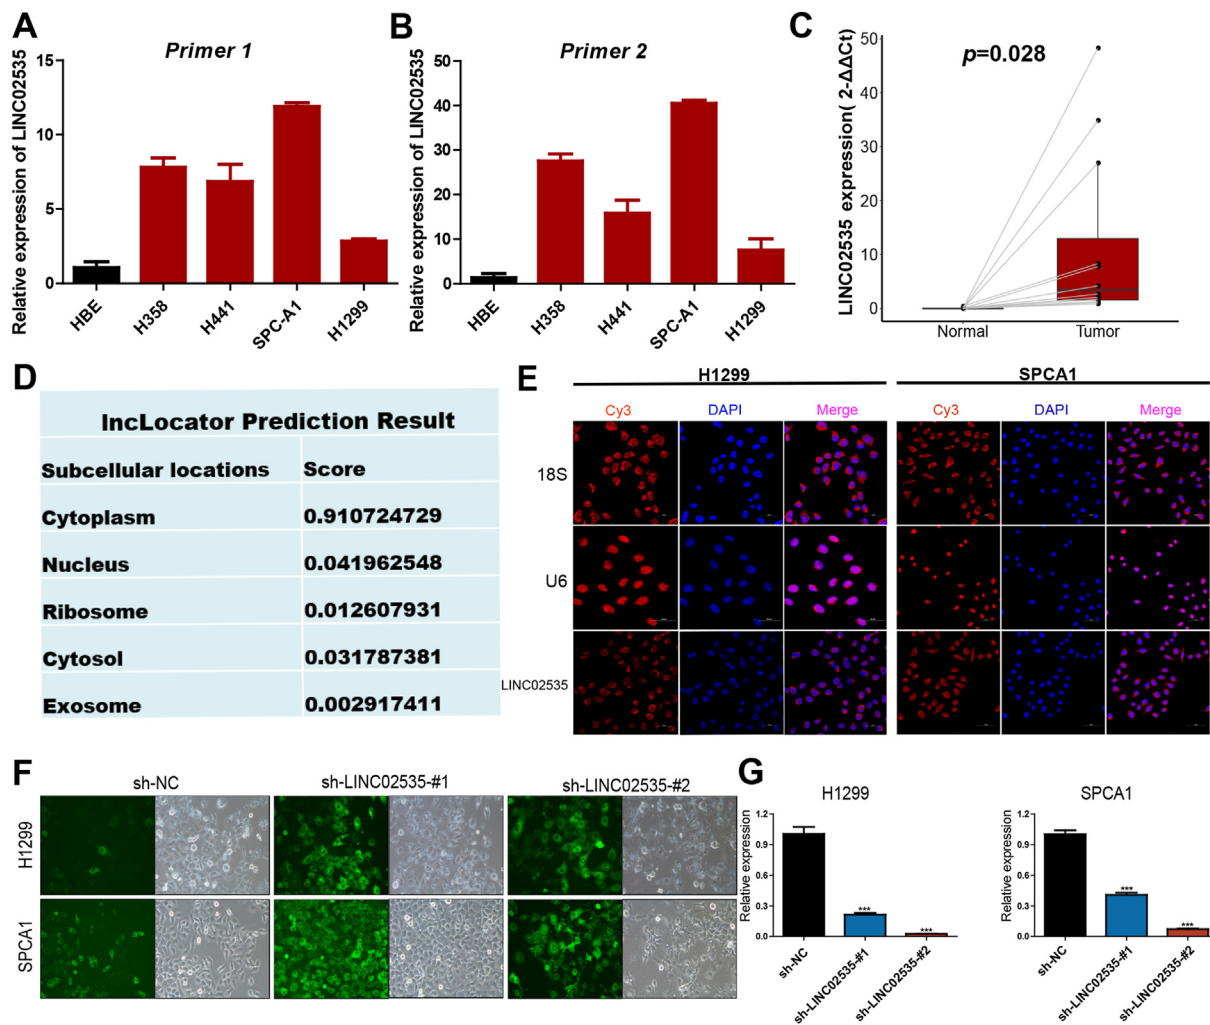 A
Primer 1
Relative expression of LINC02535
15
10
5
0
HBE
H358
H441
SPC-A1
H1299
B
Primer 2
Relative expression of LINC02535
50
40
30
20
10
0
HBE
H358
H441
SPC-A1
H1299
C
p=0.028
LINC02535 expression( 2-ΔΔCt)
50
40
30
20
10
0
Normal
Tumor
D
lncLocator Prediction Result
Subcellular locations Score
Cytoplasm 0.910724729
Nucleus 0.041962548
Ribosome 0.012607931
Cytosol 0.031787381
Exosome 0.002917411
E
H1299 SPCA1
Cy3 DAPI Merge Cy3 DAPI Merge
18S
U6
LINC02535
F
sh-NC sh-LINC02535-#1 sh-LINC02535-#2
H1299
SPCA1
G
H1299
Relative expression
1.2
0.9
0.6
0.3
0.0
***
***
sh-NC
sh-LINC02535-#1
sh-LINC02535-#2
SPCA1
Relative expression
1.2
0.9
0.6
0.3
0.0
***
***
sh-NC
sh-LINC02535-#1
sh-LINC02535-#2